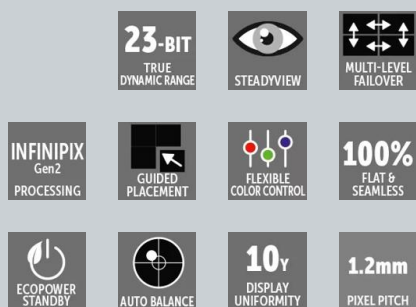 23-BIT
TRUE
DYNAMIC RANGE
STEADYVIEW
MULTI-LEVEL
FAILOVER
INFINIPIX
Gen2
PROCESSING
GUIDED
PLACEMENT
FLEXIBLE
COLOR CONTROL
100%
FLAT &
SEAMLESS
ECOPOWER
STANDBY
AUTO BALANCE
10Y
DISPLAY
UNIFORMITY
1.2mm
PIXEL PITCH